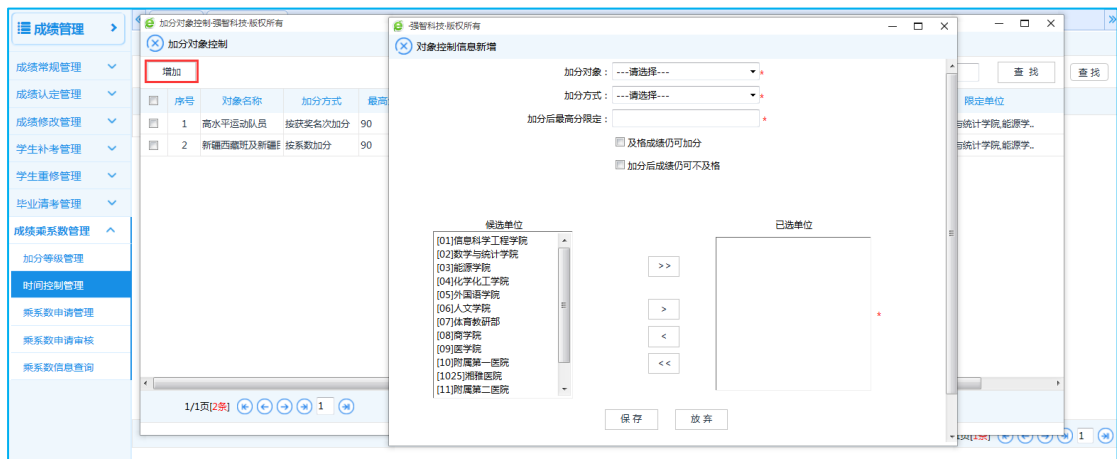 成绩管理
成绩常规管理
成绩认定管理
成绩修改管理
学生补考管理
学生重修管理
毕业清考管理
成绩乘系数管理
加分等级管理
时间控制管理
乘系数申请管理
乘系数申请审核
乘系数信息查询
加分对象控制-强智科技-版权所有
加分对象控制
增加
查 找
查 找
序号 对象名称 加分方式 最高 限定单位
1 高水平运动队员 按获奖名次加分 90 与统计学院,能源学..
2 新疆西藏班及新疆 按系数加分 90 与统计学院,能源学..
1/1页[2条] 1
-强智科技-版权所有
对象控制信息新增
加分对象： ---请选择--- *
加分方式： ---请选择--- *
加分后最高分限定： *
及格成绩仍可加分
加分后成绩仍可不及格
候选单位 已选单位
[01]信息科学工程学院
[02]数学与统计学院
[03]能源学院
[04]化学化工学院
[05]外国语学院
[06]人文学院
[07]体育教研部
[08]商学院
[09]医学院
[10]附属第一医院
[1025]湘雅医院
[11]附属第二医院
>>
>
<
<<
*
保 存 放 弃
页[1条] 1